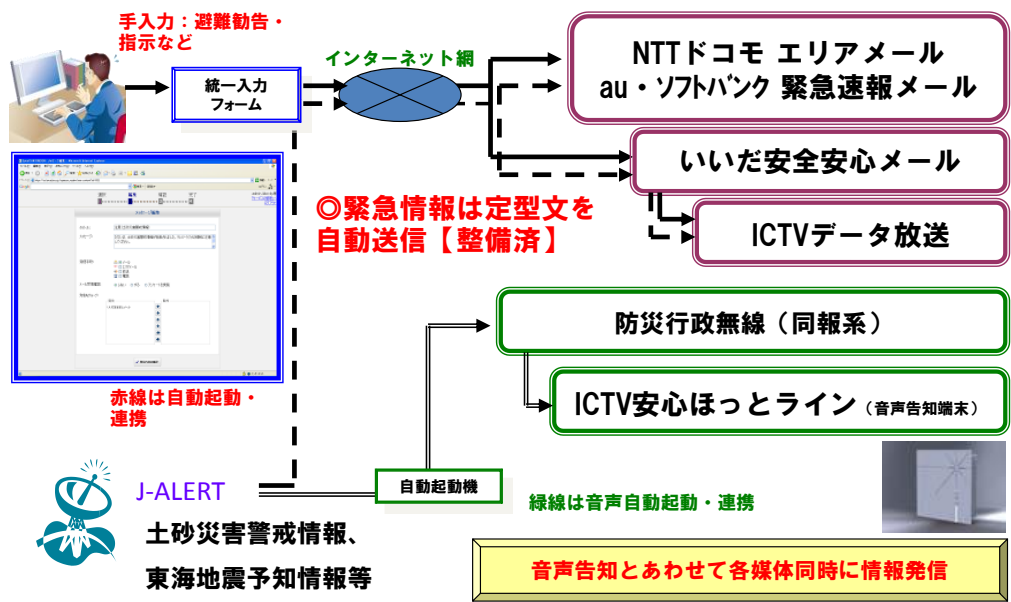 手入力：避難勧告・
指示など
統一入力
フォーム
インターネット網
NTTドコモ エリアメール
au・ソフトバンク 緊急速報メール
いいだ安全安心メール
ICTVデータ放送
◎緊急情報は定型文を
自動送信【整備済】
防災行政無線（同報系）
ICTV安心ほっとライン（音声告知端末）
赤線は自動起動・
連携
J-ALERT
自動起動機
緑線は音声自動起動・連携
土砂災害警戒情報、
東海地震予知情報等
音声告知とあわせて各媒体同時に情報発信